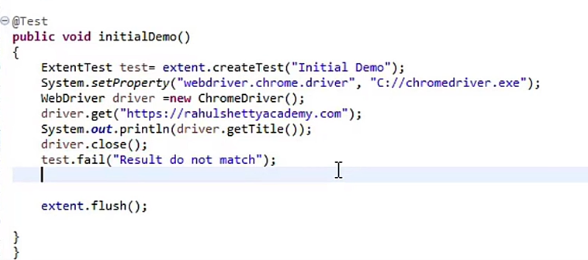 @Test
public void initialDemo()
{
ExtentTest test= extent.createTest("Initial Demo");
System.setProperty("webdriver.chrome.driver", "C://chromedriver.exe");
WebDriver driver =new ChromeDriver();
driver.get("https://rahulshettyacademy.com");
System.out.println(driver.getTitle());
driver.close();
test.fail("Result do not match");
extent.flush();
}
}